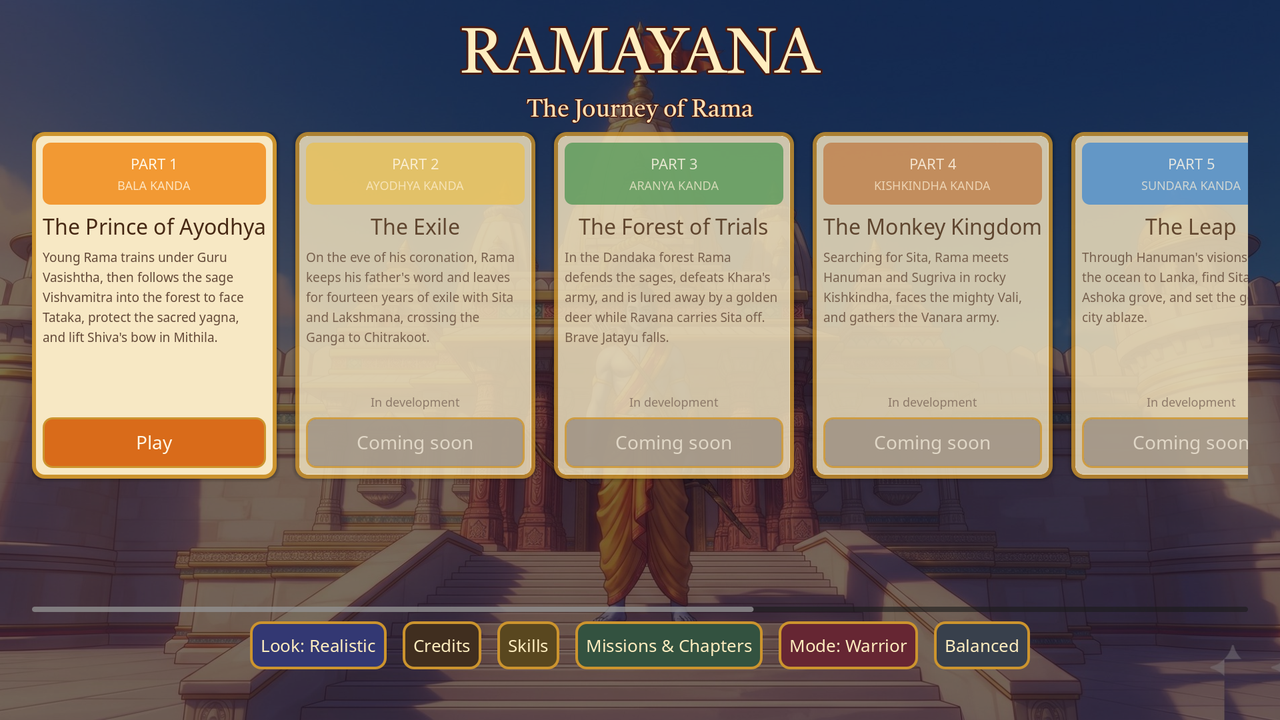 RAMAYANA
The Journey of Rama
PART 1
BALA KANDA
The Prince of Ayodhya
Young Rama trains under Guru
Vasishtha, then follows the sage
Vishvamitra into the forest to face
Tataka, protect the sacred yagna,
and lift Shiva's bow in Mithila.
Play
PART 2
AYODHYA KANDA
The Exile
On the eve of his coronation, Rama
keeps his father's word and leaves
for fourteen years of exile with Sita
and Lakshmana, crossing the
Ganga to Chitrakoot.
In development
Coming soon
PART 3
ARANYA KANDA
The Forest of Trials
In the Dandaka forest Rama
defends the sages, defeats Khara's
army, and is lured away by a golden
deer while Ravana carries Sita off.
Brave Jatayu falls.
In development
Coming soon
PART 4
KISHKINDHA KANDA
The Monkey Kingdom
Searching for Sita, Rama meets
Hanuman and Sugriva in rocky
Kishkindha, faces the mighty Vali,
and gathers the Vanara army.
In development
Coming soon
PART 5
SUNDARA KANDA
The Leap
Through Hanuman's visions
the ocean to Lanka, find Sita
Ashoka grove, and set the g
city ablaze.
In development
Coming soon
Look: Realistic
Credits
Skills
Missions & Chapters
Mode: Warrior
Balanced